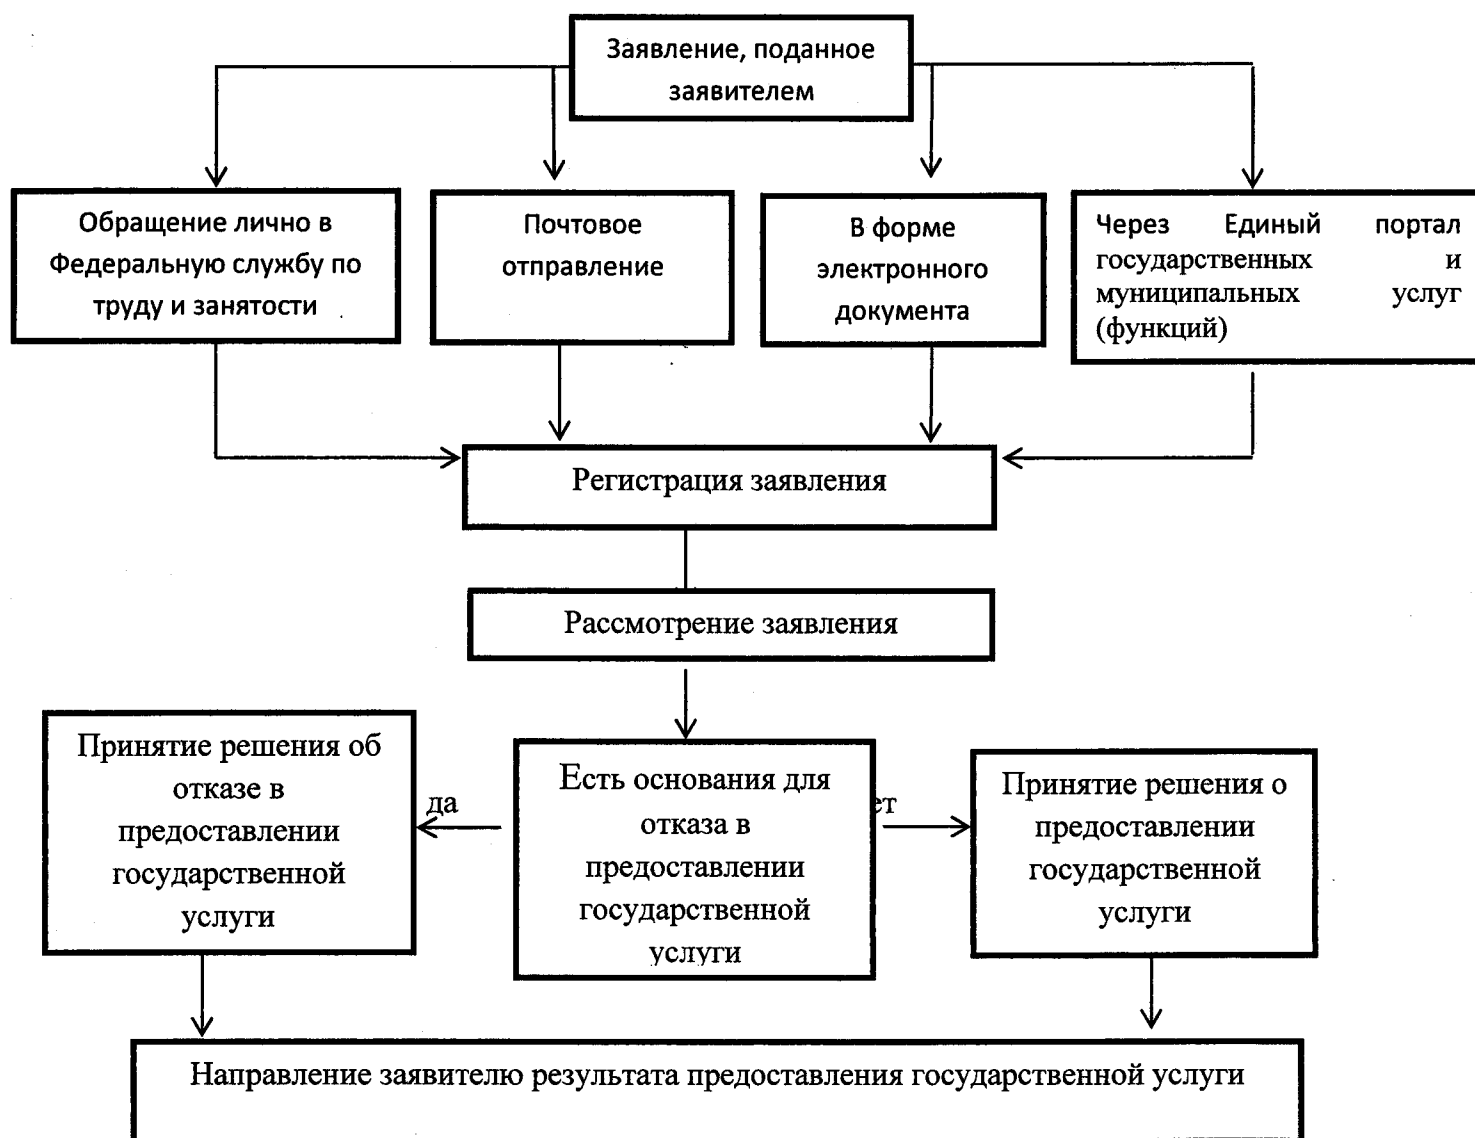 Заявление, поданное
заявителем
Обращение лично в
Федеральную службу по
труду и занятости
Почтовое
отправление
В форме
электронного
документа
Через Единый портал
государственных и
муниципальных услуг
(функций)
Регистрация заявления
Рассмотрение заявления
Принятие решения об
отказе в
предоставлении
государственной
услуги
да
Есть основания для
отказа в
предоставлении
государственной
услуги
ет
Принятие решения о
предоставлении
государственной
услуги
Направление заявителю результата предоставления государственной услуги